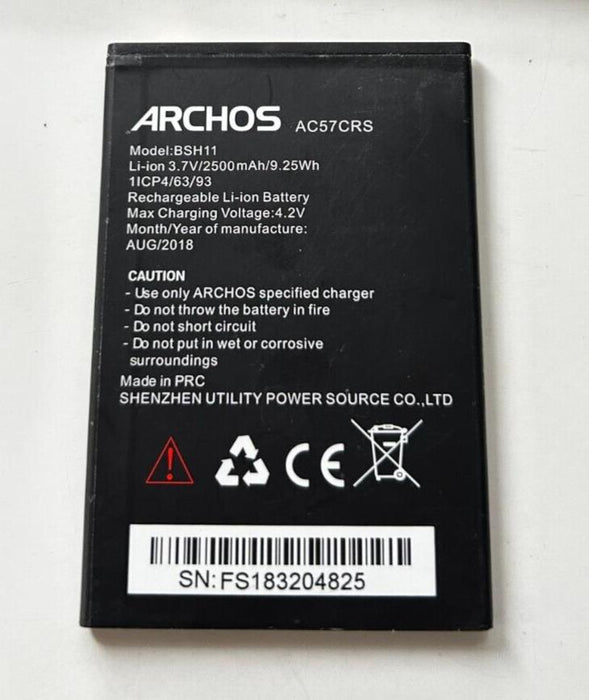 ARCHOS AC57CRS
Model:BSH11
Li-ion 3.7V/2500mAh/9.25Wh
1ICP4/63/93
Rechargeable Li-ion Battery
Max Charging Voltage:4.2V
Month/Year of manufacture:
AUG/2018
CAUTION
- Use only ARCHOS specified charger
- Do not throw the battery in fire
- Do not short circuit
- Do not put in wet or corrosive
surroundings
Made in PRC
SHENZHEN UTILITY POWER SOURCE CO.,LTD
CE
SN:FS183204825